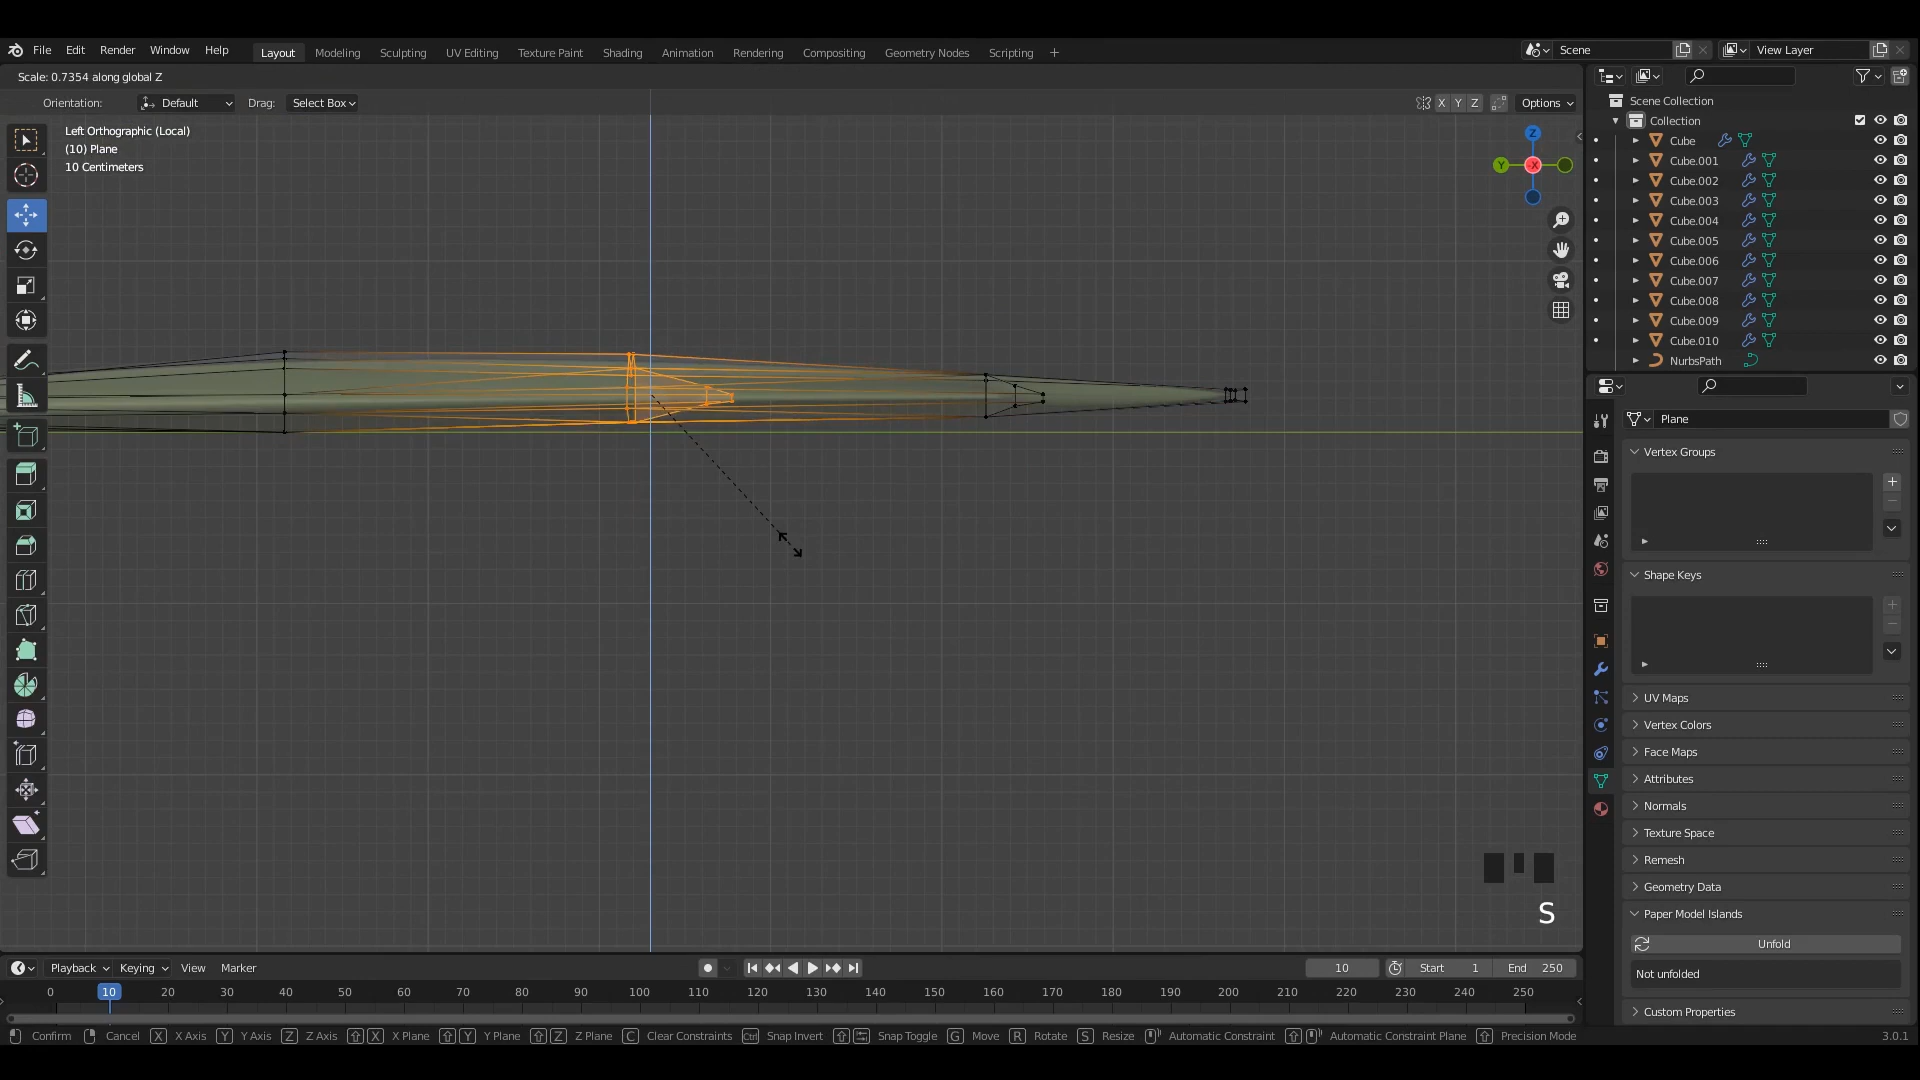 File Edit Render Window Help Layout Modeling Sculpting UV Editing Texture Paint Shading Animation Rendering Compositing Geometry Nodes Scripting + Scene View Layer
Scale: 0.7354 along global Z
Orientation: Default Drag: Select Box X Y Z Options
Left Orthographic (Local)
(10) Plane
10 Centimeters
Z
Y
X
Scene Collection
Collection
Cube
Cube.001
Cube.002
Cube.003
Cube.004
Cube.005
Cube.006
Cube.007
Cube.008
Cube.009
Cube.010
NurbsPath
Plane
Vertex Groups
Shape Keys
UV Maps
Vertex Colors
Face Maps
Attributes
Normals
Texture Space
Remesh
Geometry Data
Paper Model Islands
Unfold
Not unfolded
Custom Properties
S
Playback Keying View Marker 10 Start 1 End 250
0 10 20 30 40 50 60 70 80 90 100 110 120 130 140 150 160 170 180 190 200 210 220 230 240 250
Confirm Cancel X X Axis Y Y Axis Z Z Axis X X Plane Y Y Plane Z Z Plane C Clear Constraints Ctrl Snap Invert Snap Toggle G Move R Rotate S Resize Automatic Constraint Automatic Constraint Plane Precision Mode 3.0.1